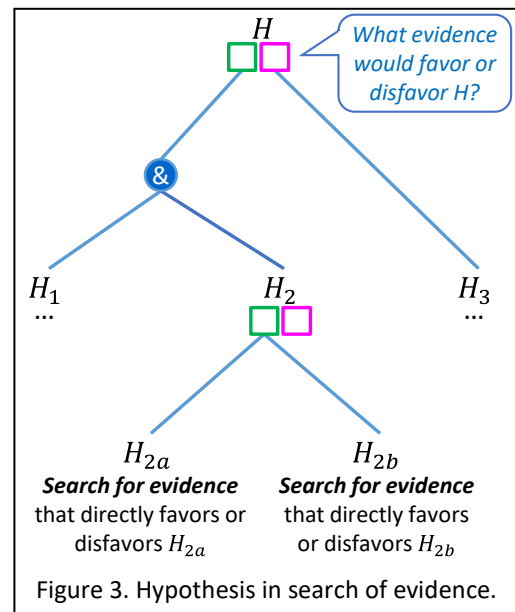 H
What evidence
would favor or
disfavor H?
&
H₁ H₂ H₃
... ...
H₂ₐ H₂b
Search for evidence Search for evidence
that directly favors or that directly favors
disfavors H₂ₐ or disfavors H₂b
Figure 3. Hypothesis in search of evidence.